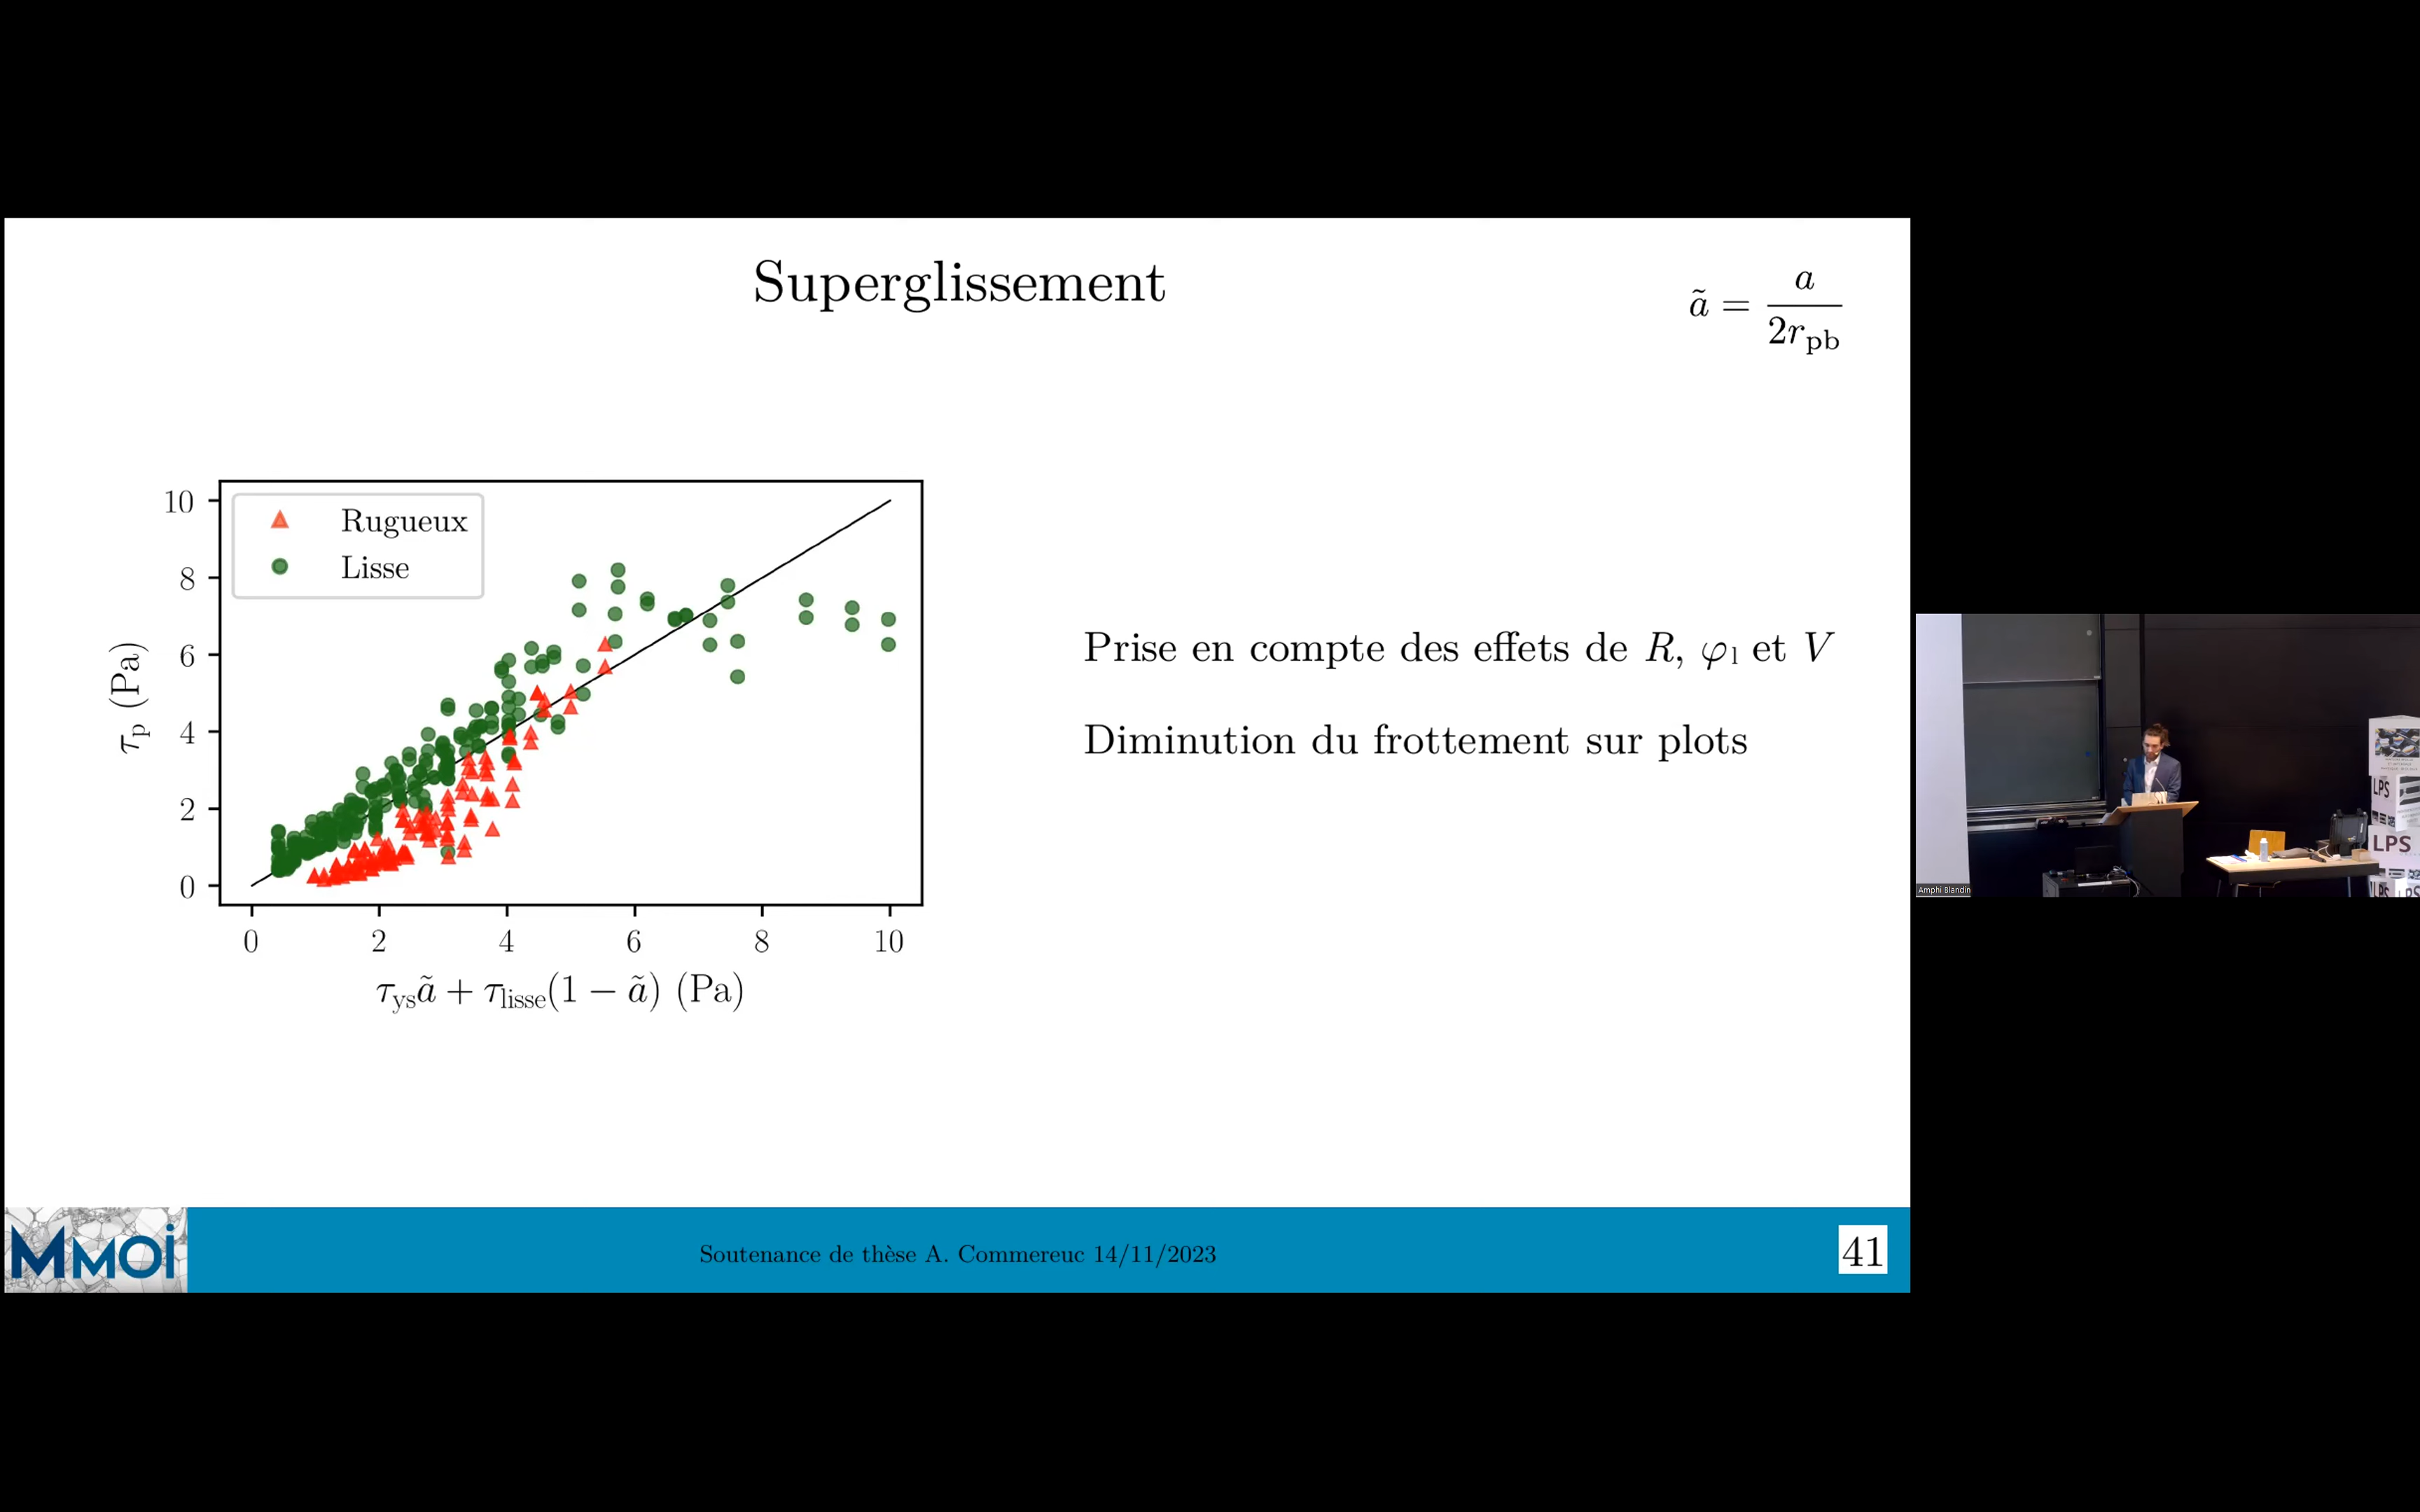 Superglissement
ã = a / 2r_pb
10
8
6
4
2
0
τ_p (Pa)
Rugueux
Lisse
0 2 4 6 8 10
τ_ys ã + τ_lisse(1 − ã) (Pa)
Prise en compte des effets de R, φ_l et V
Diminution du frottement sur plots
Amphi Blandin
LPS
LPS
MMOi
Soutenance de thèse A. Commereuc 14/11/2023
41